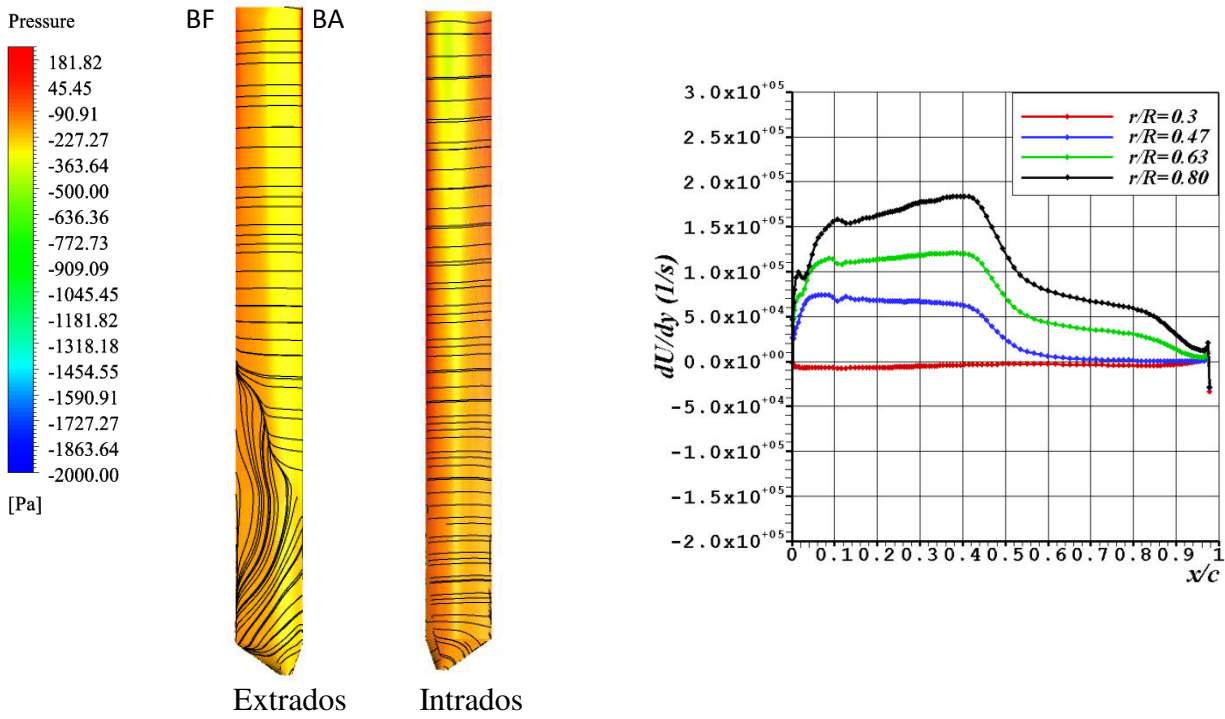 Pressure
181.82
45.45
-90.91
-227.27
-363.64
-500.00
-636.36
-772.73
-909.09
-1045.45
-1181.82
-1318.18
-1454.55
-1590.91
-1727.27
-1863.64
-2000.00
[Pa]
BF BA
Extrados
Intrados
3.0x10+05
2.5x10+05
2.0x10+05
1.5x10+05
1.0x10+05
5.0x10+04
0.0x10+00
-5.0x10+04
-1.0x10+05
-1.5x10+05
-2.0x10+05
dU/dy (1/s)
r/R=0.3
r/R=0.47
r/R=0.63
r/R=0.80
0 0.1 0.2 0.3 0.4 0.5 0.6 0.7 0.8 0.9 1
x/c